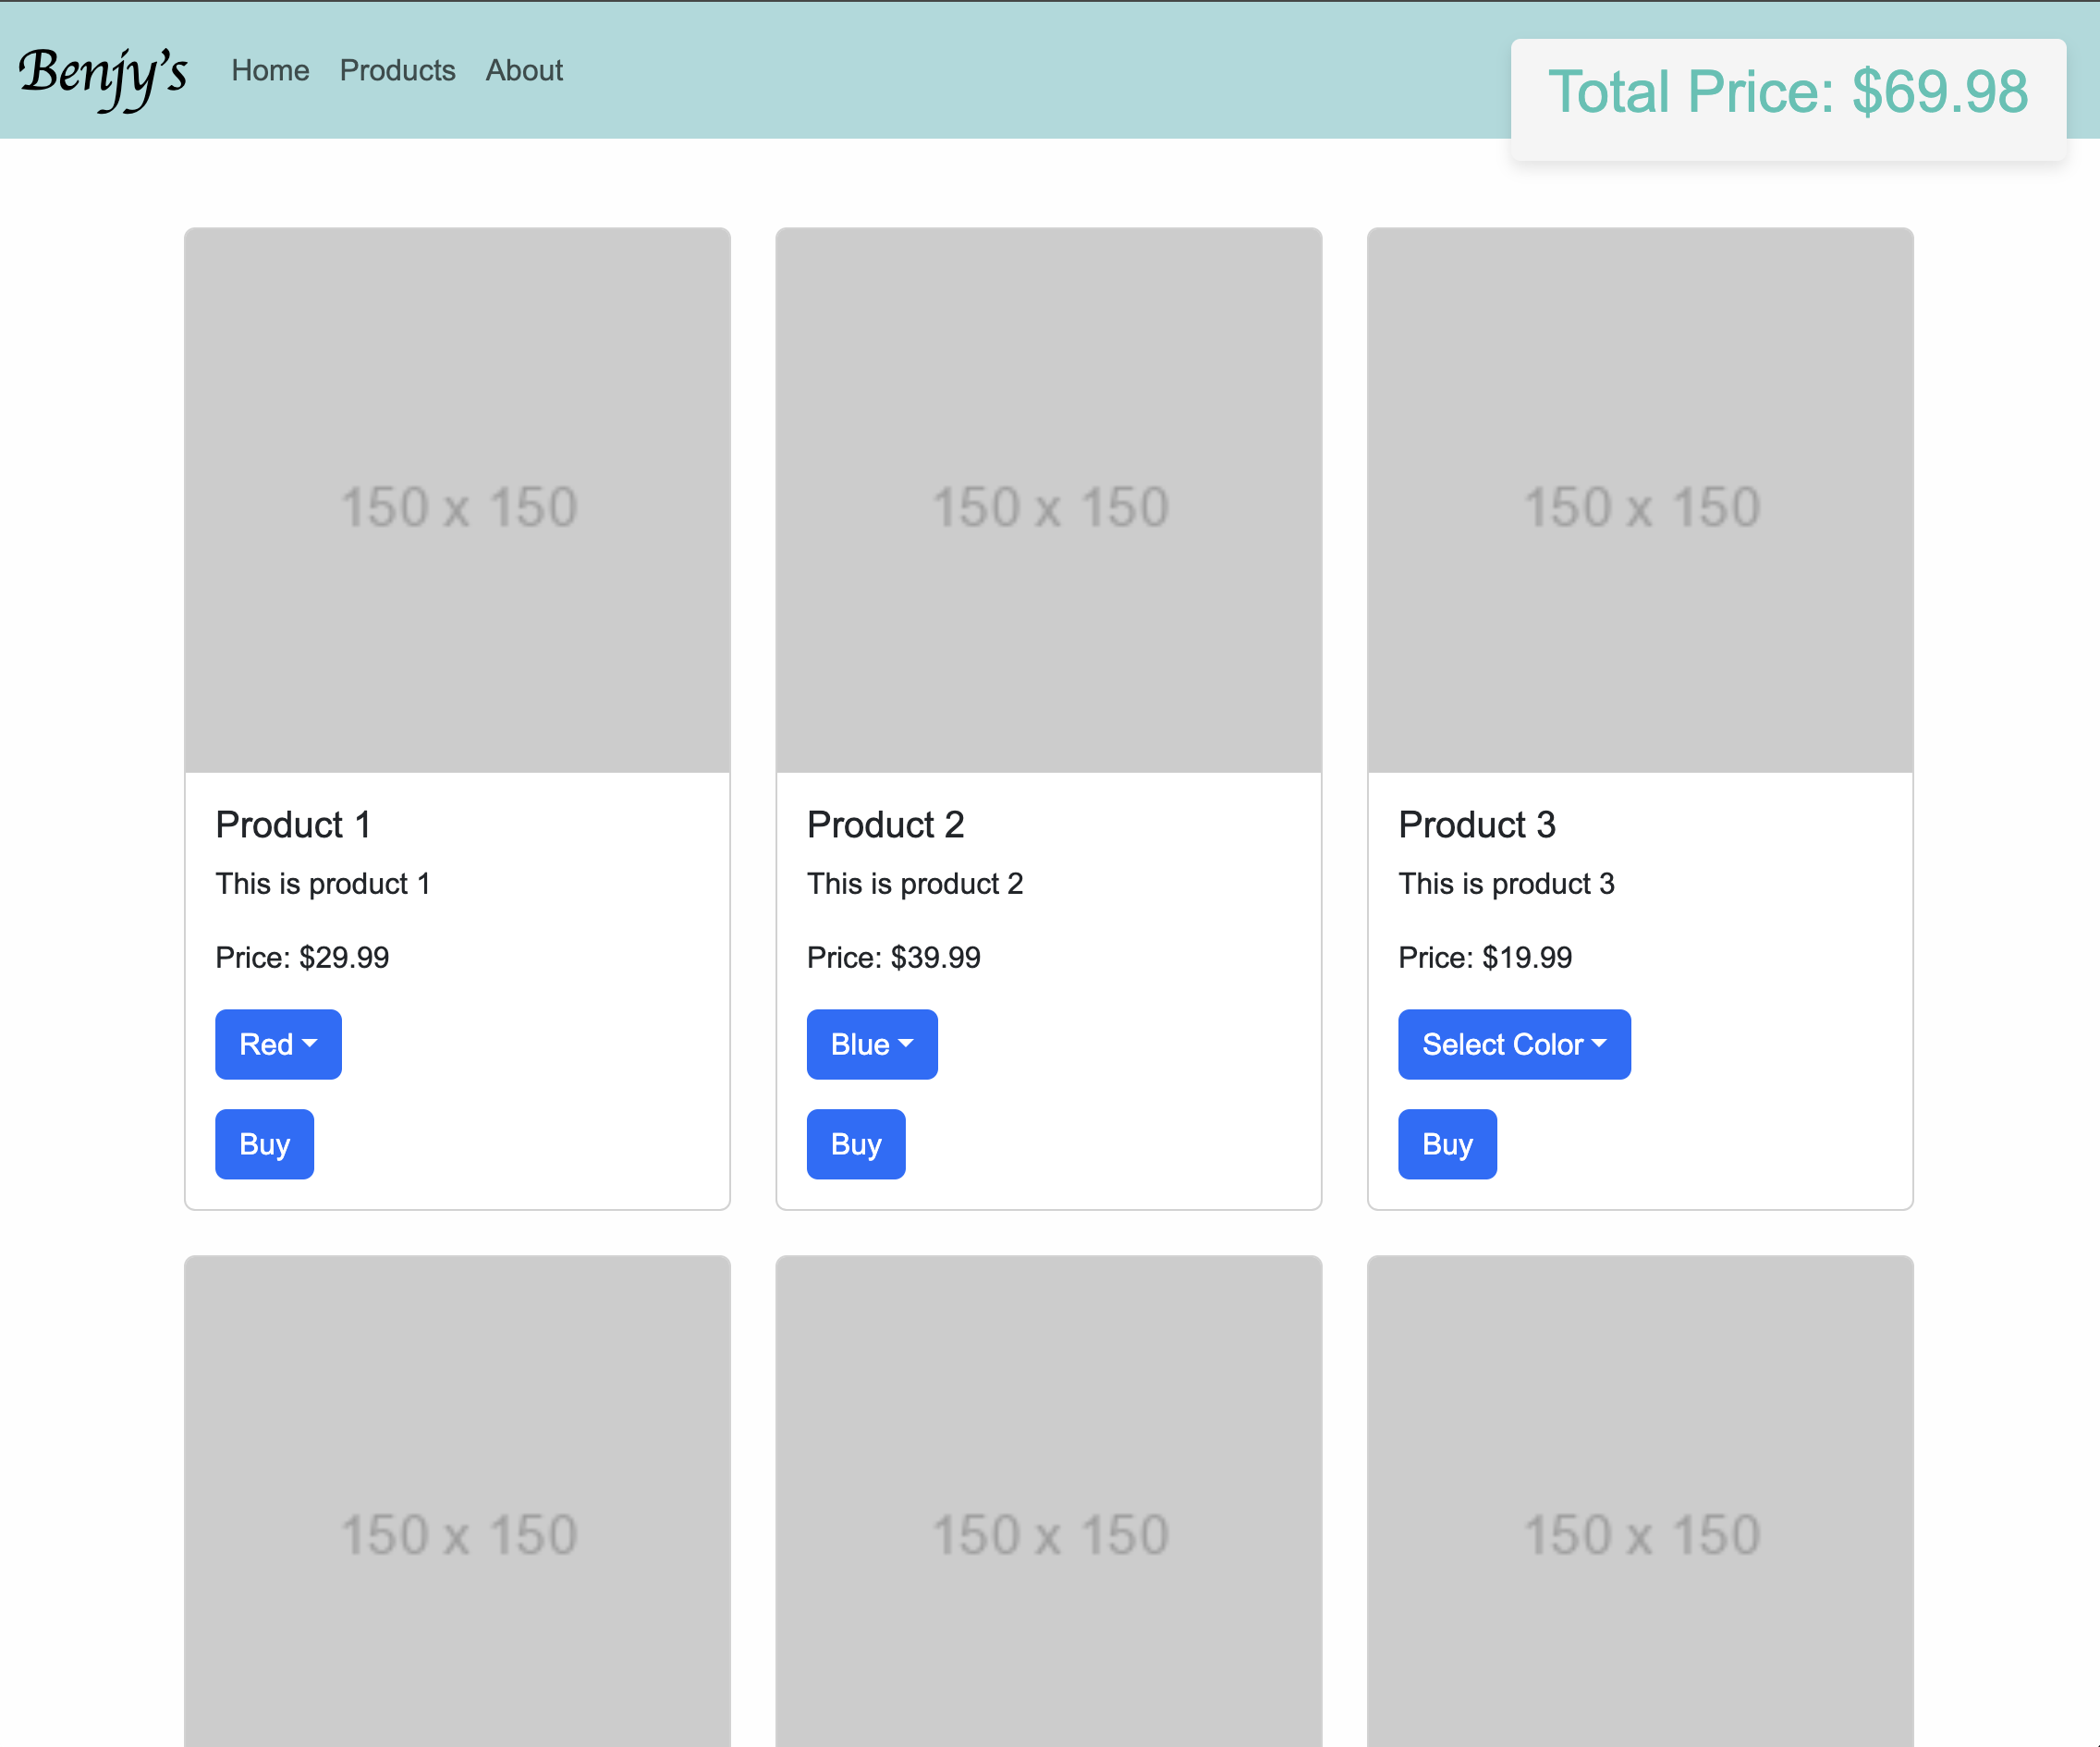 Benjy's Home Products About
Total Price: $69.98
150 x 150 150 x 150 150 x 150
Product 1
This is product 1
Price: $29.99
Red
Buy
Product 2
This is product 2
Price: $39.99
Blue
Buy
Product 3
This is product 3
Price: $19.99
Select Color
Buy
150 x 150 150 x 150 150 x 150